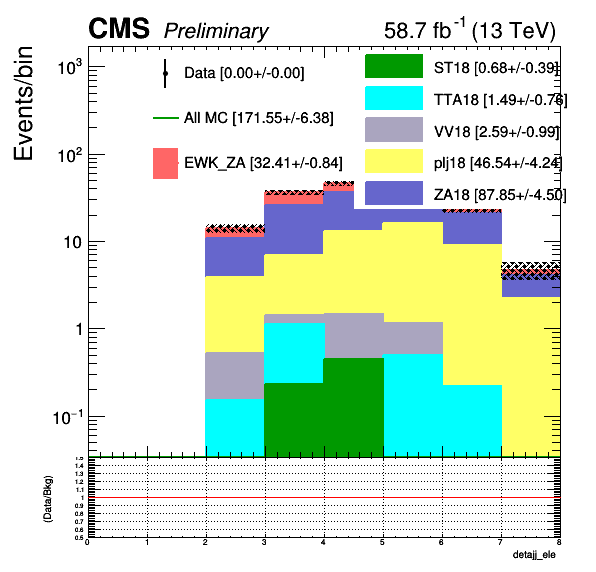 CMS Preliminary 58.7 fb⁻¹ (13 TeV)
Events/bin
10³
10²
10
1
10⁻¹
Data [0.00+/-0.00]
All MC [171.55+/-6.38]
EWK_ZA [32.41+/-0.84]
ST18 [0.68+/-0.39]
TTA18 [1.49+/-0.76]
VV18 [2.59+/-0.99]
plj18 [46.54+/-4.24]
ZA18 [87.85+/-4.50]
(Data/Bkg)
1.5
1.4
1.3
1.2
1.1
1
0.9
0.8
0.7
0.6
0.5
0 1 2 3 4 5 6 7 8
detajj_ele